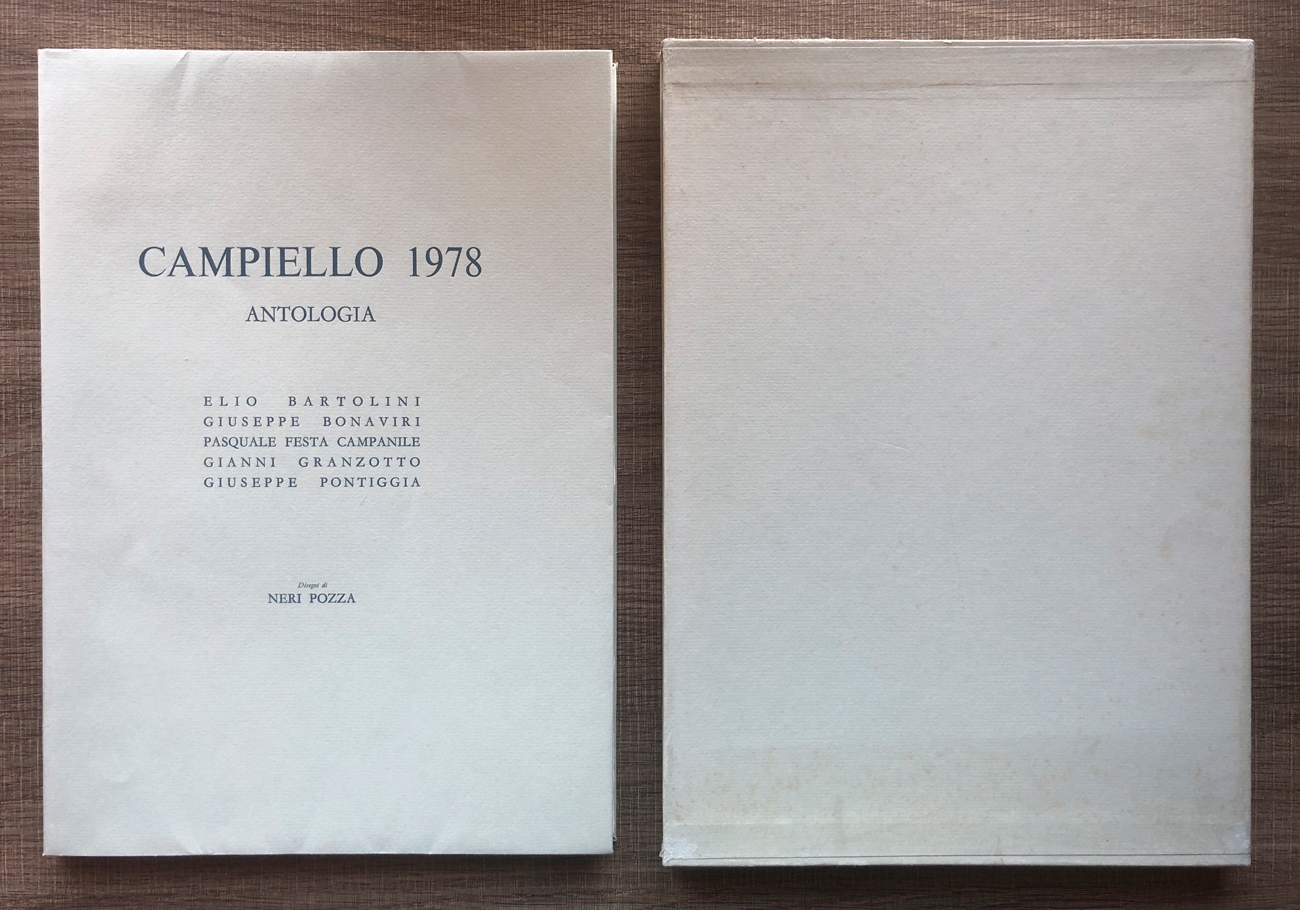 CAMPIELLO 1978
ANTOLOGIA
ELIO BARTOLINI
GIUSEPPE BONAVIRI
PASQUALE FESTA CAMPANILE
GIANNI GRANZOTTO
GIUSEPPE PONTIGGIA
Disegni di
NERI POZZA